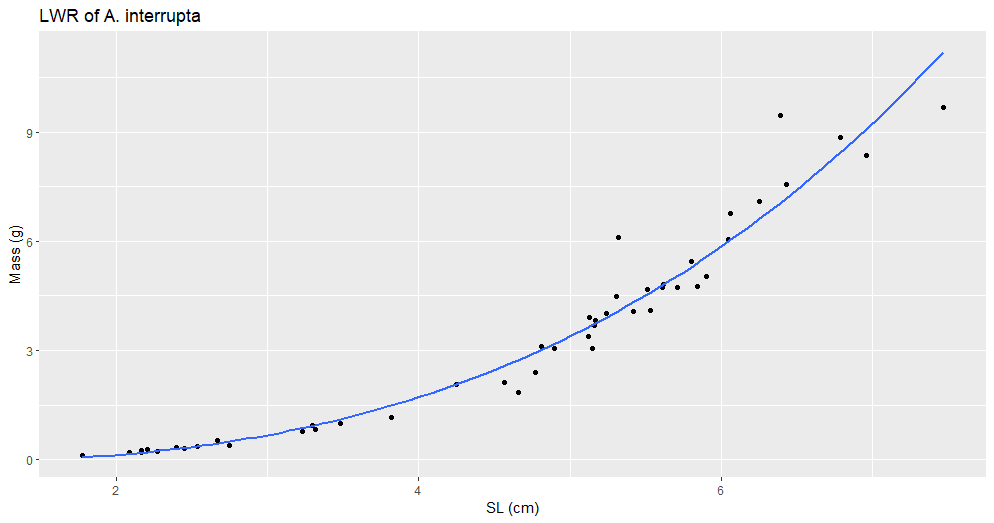 LWR of A. interrupta
Mass (g)
9
6
3
0
2
4
6
SL (cm)